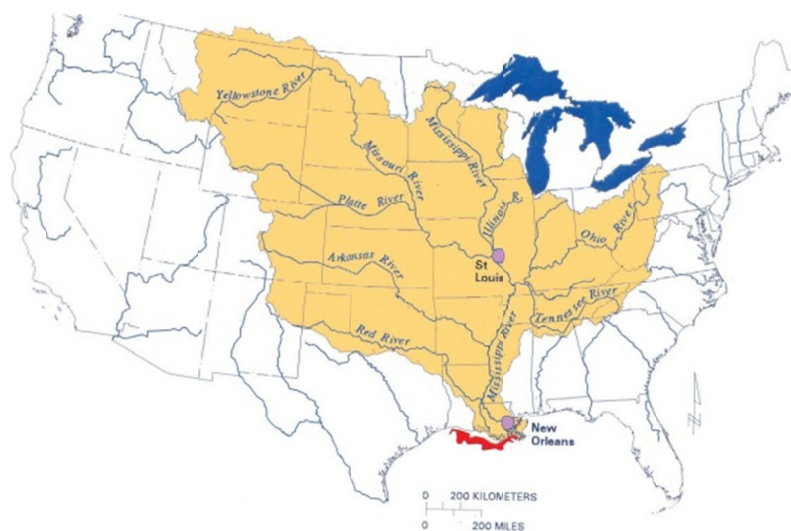 Yellowstone River
Mississippi River
Missouri River
Platte River
Illinois R
Ohio River
St
Louis
Arkansas River
Tennessee River
Red River
Mississippi River
New
Orleans
0 200 KILOMETERS
0 200 MILES